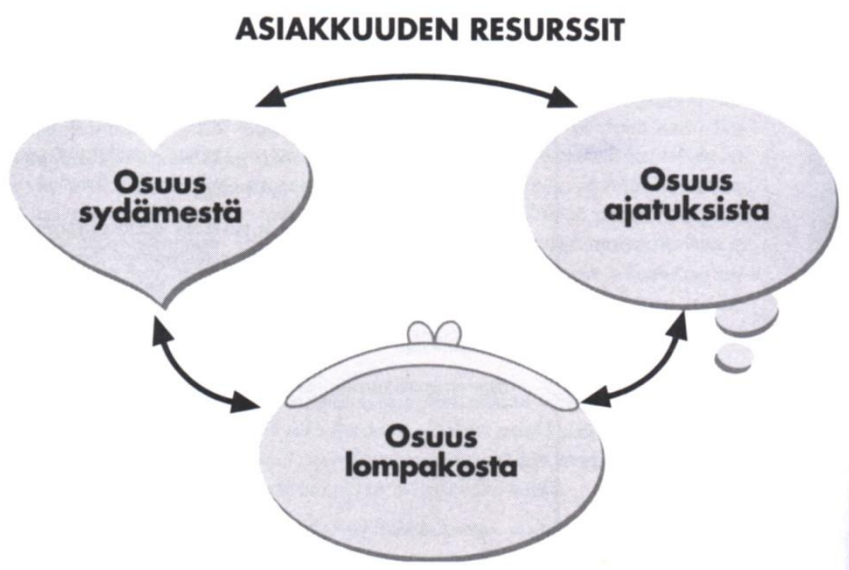 ASIAKKUUDEN RESURSSIT
Osuus
sydämestä
Osuus
ajatuksista
Osuus
lompakosta